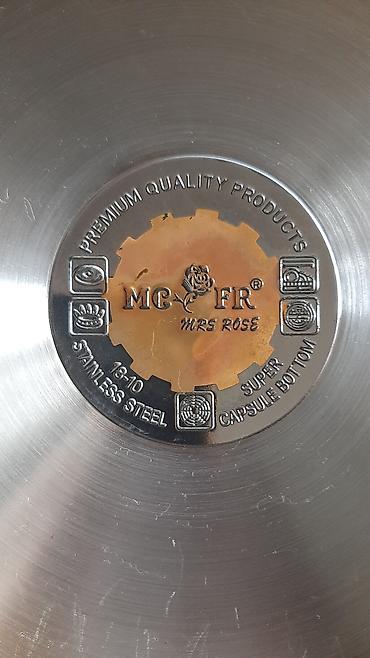 PREMIUM QUALITY PRODUCTS
MC FR®
MRS ROSE
18-10
STAINLESS STEEL
SUPER
CAPSULE BOTTOM